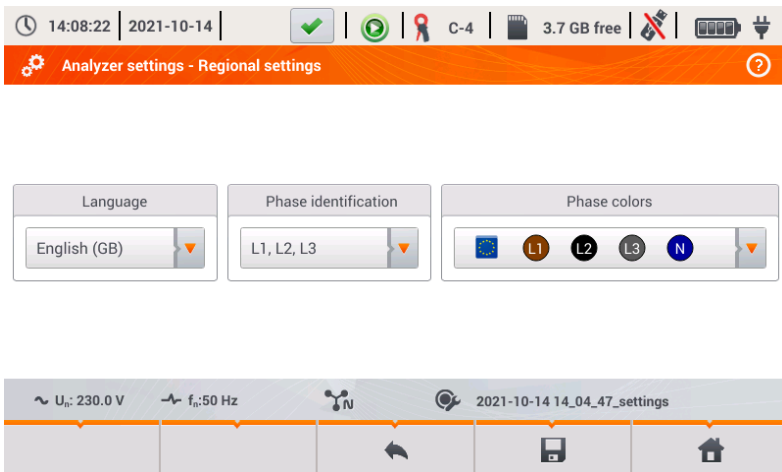 14:08:22 2021-10-14 C-4 3.7 GB free
Analyzer settings - Regional settings ?
Language Phase identification Phase colors
English (GB) L1, L2, L3 L1 L2 L3 N
Un: 230.0 V fn:50 Hz N 2021-10-14 14_04_47_settings